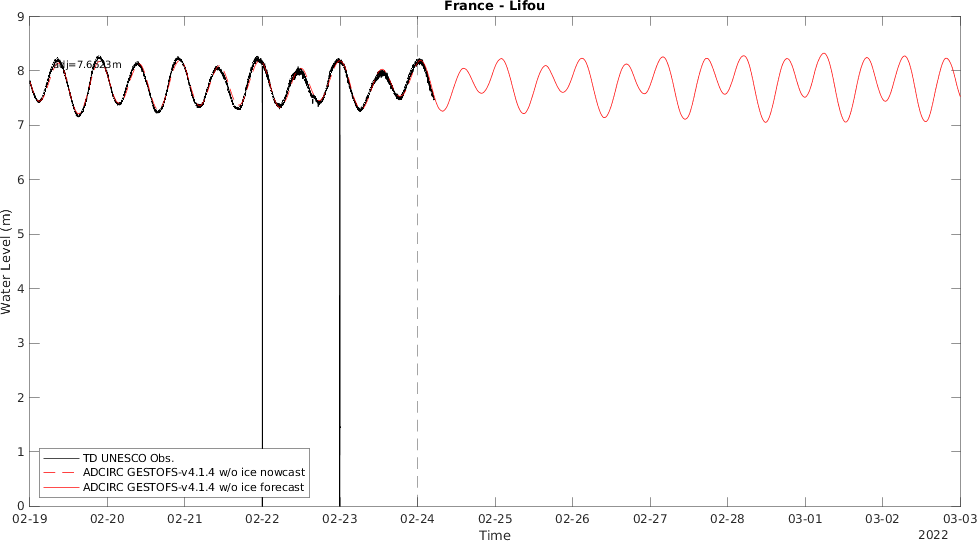 France - Lifou
9
8
7
6
5
4
3
2
1
0
Water Level (m)
TD UNESCO Obs.
ADCIRC GESTOFS-v4.1.4 w/o ice nowcast
ADCIRC GESTOFS-v4.1.4 w/o ice forecast
02-19 02-20 02-21 02-22 02-23 02-24 02-25 02-26 02-27 02-28 03-01 03-02 03-03
Time
2022